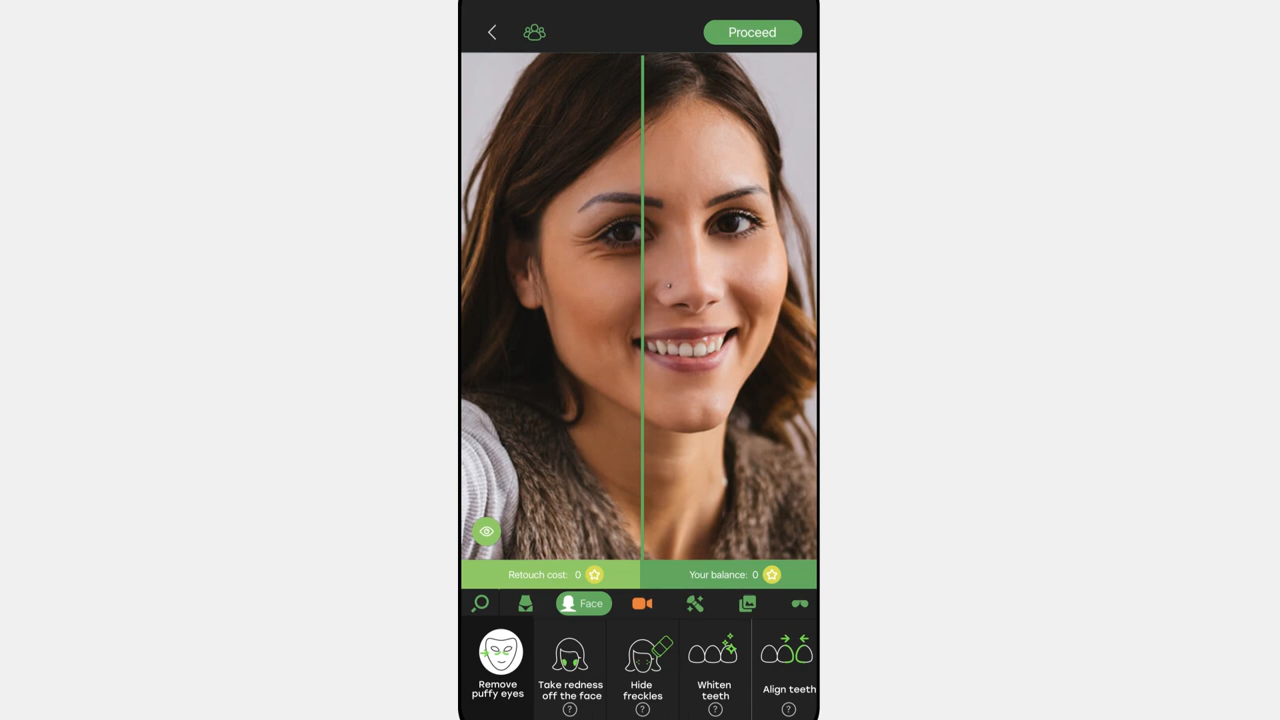 Proceed
Retouch cost: 0
Your balance: 0
Face
Remove
puffy eyes
Take redness
off the face
?
Hide
freckles
?
Whiten
teeth
?
Align teeth
?